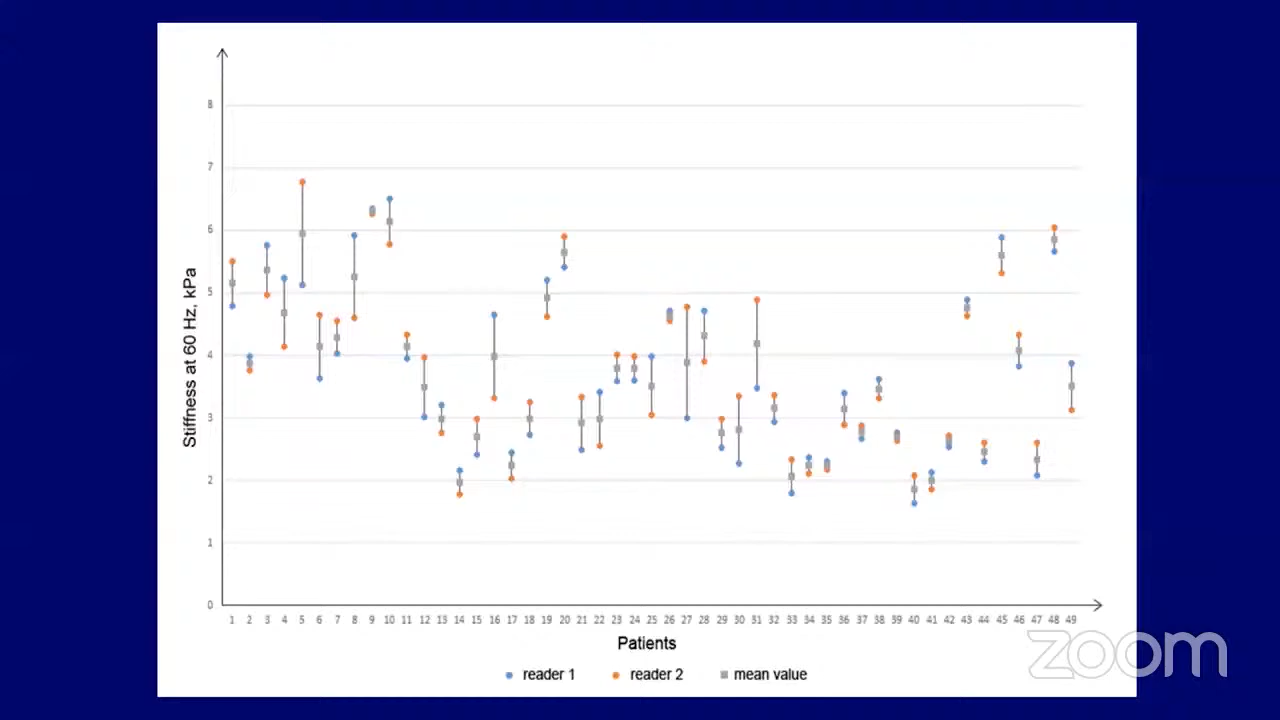 8
7
6
5
4
3
2
1
0
Stiffness at 60 Hz, kPa
1 2 3 4 5 6 7 8 9 10 11 12 13 14 15 16 17 18 19 20 21 22 23 24 25 26 27 28 29 30 31 32 33 34 35 36 37 38 39 40 41 42 43 44 45 46 47 48 49
Patients
reader 1 reader 2 mean value
zoom